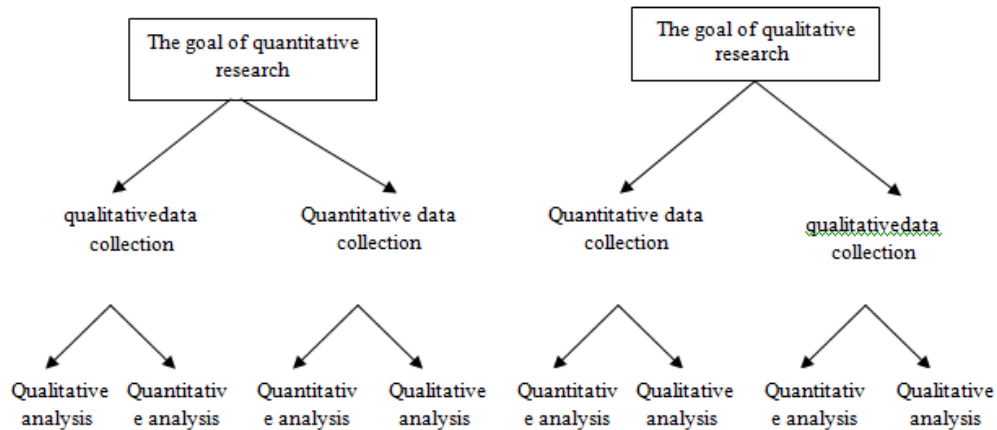 The goal of quantitative
research
The goal of qualitative
research
qualitativedata
collection
Quantitative data
collection
Quantitative data
collection
qualitativedata
collection
Qualitative
analysis
Quantitativ
e analysis
Quantitativ
e analysis
Qualitative
analysis
Quantitativ
e analysis
Qualitative
analysis
Quantitativ
e analysis
Qualitative
analysis